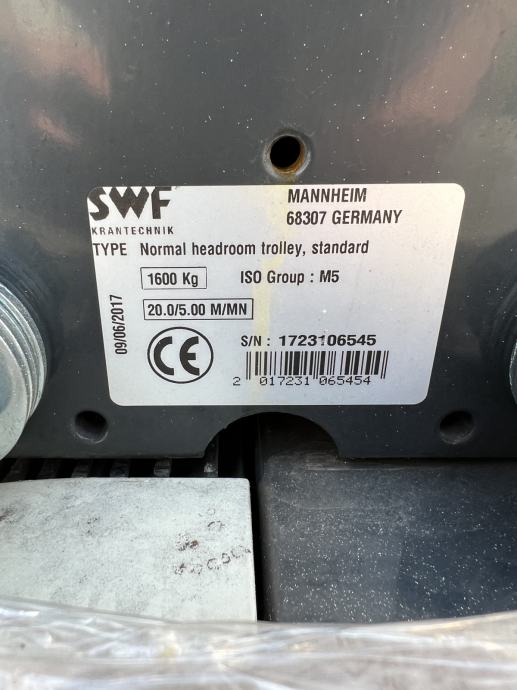 SWF
KRANTECHNIK
MANNHEIM
68307 GERMANY
TYPE Normal headroom trolley, standard
1600 Kg ISO Group : M5
20.0/5.00 M/MN
09/06/2017
CE
S/N : 1723106545
2 017231 065454